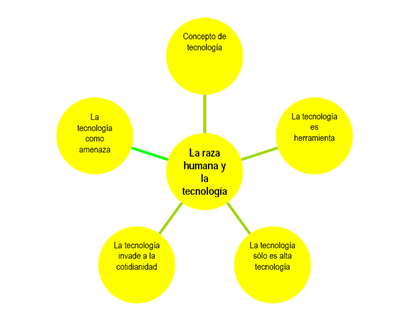 Concepto de
tecnología
La tecnología
es
herramienta
La
tecnología
como
amenaza
La raza
humana y
la
tecnología
La tecnología
invade a la
cotidianidad
La tecnología
sólo es alta
tecnología